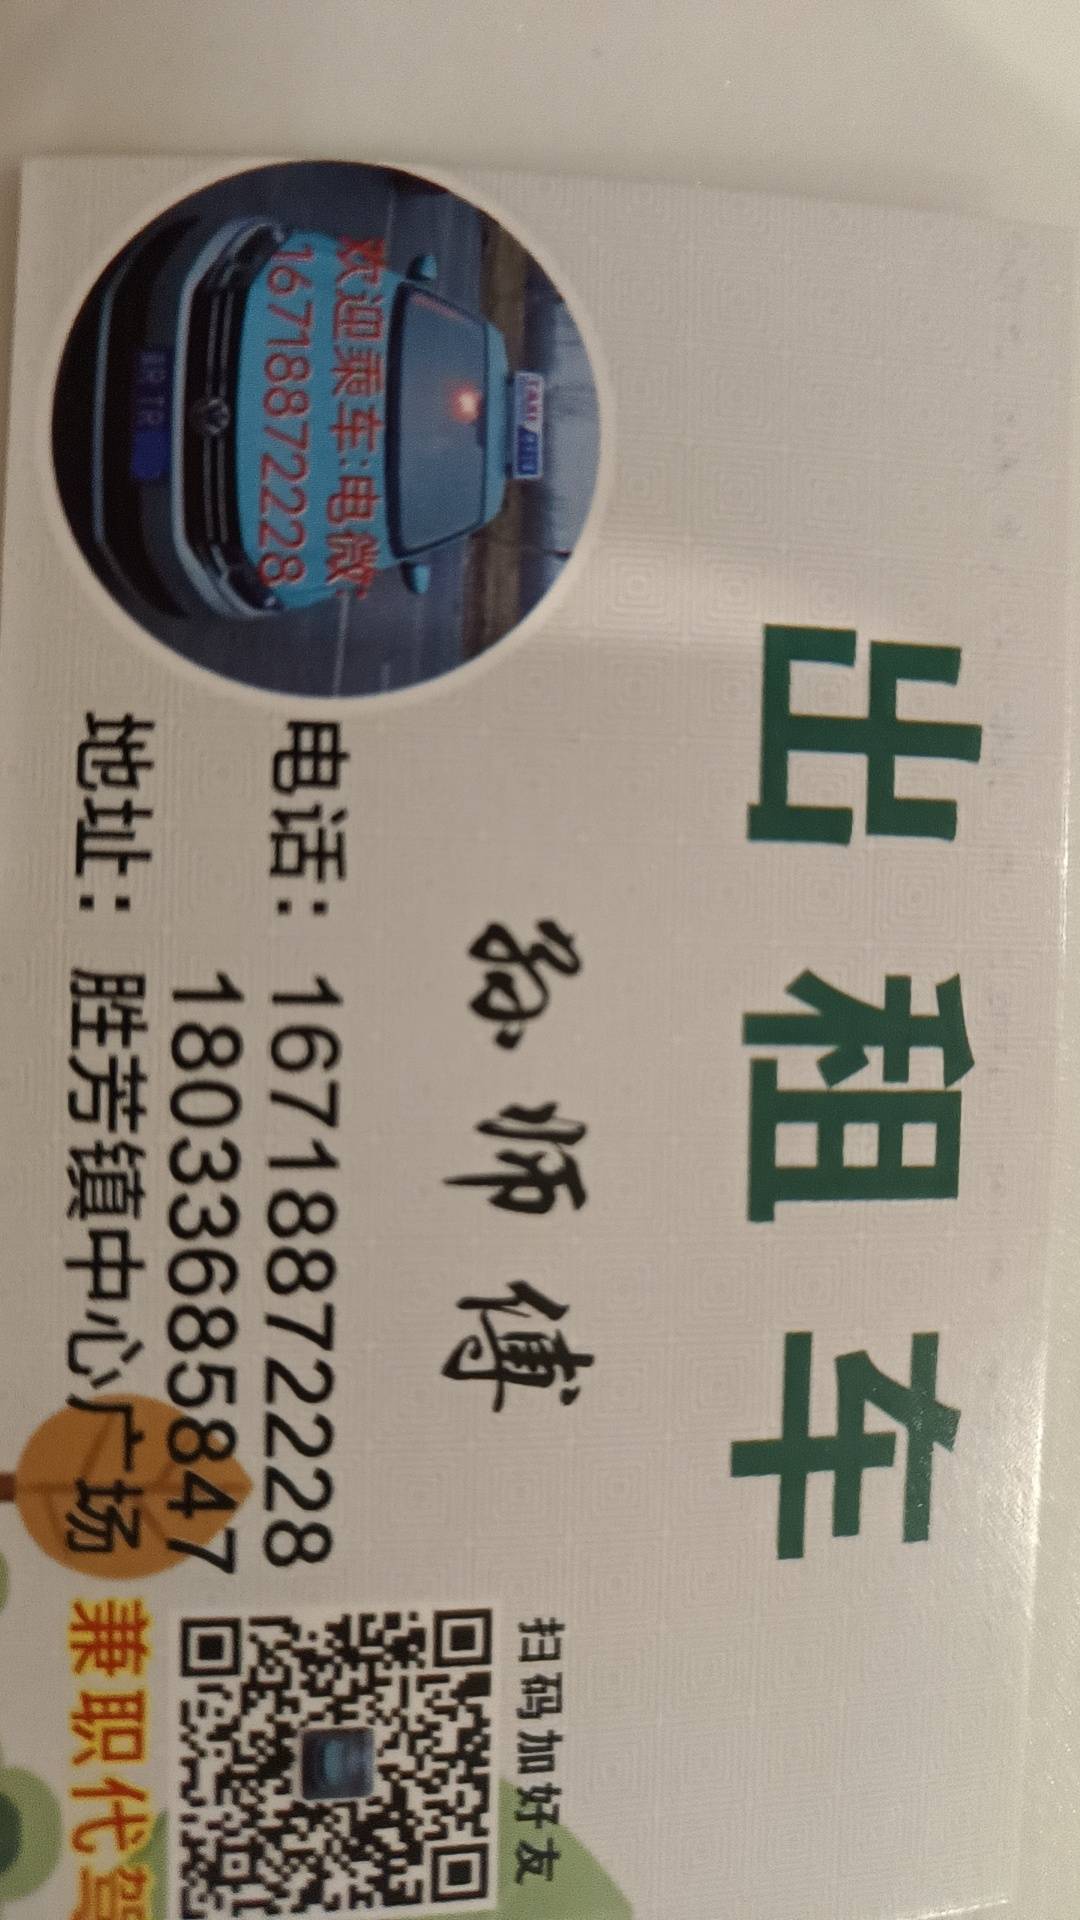 出租车
孙师傅
扫码加好友
欢迎乘车:电微
16718872228
TAXI
电话：16718872228
18033685847
地址：胜芳镇中心广场
兼职代驾